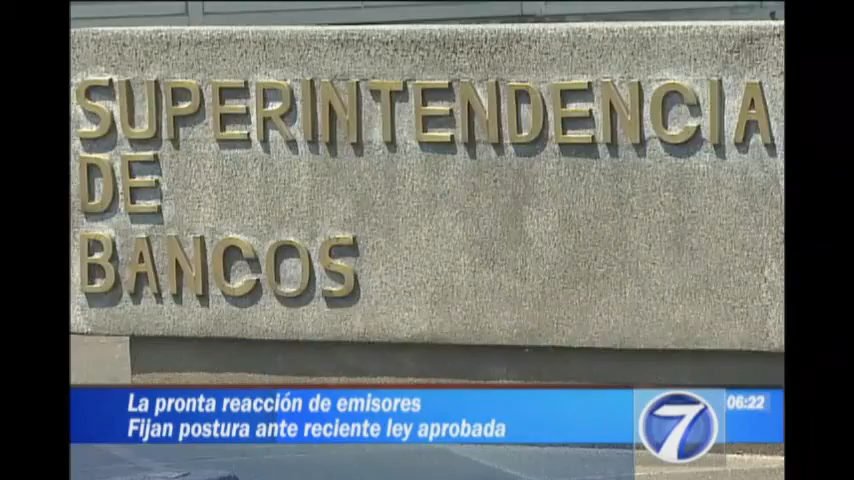 SUPERINTENDENCIA
DE
BANCOS
La pronta reacción de emisores
Fijan postura ante reciente ley aprobada
7
06:22